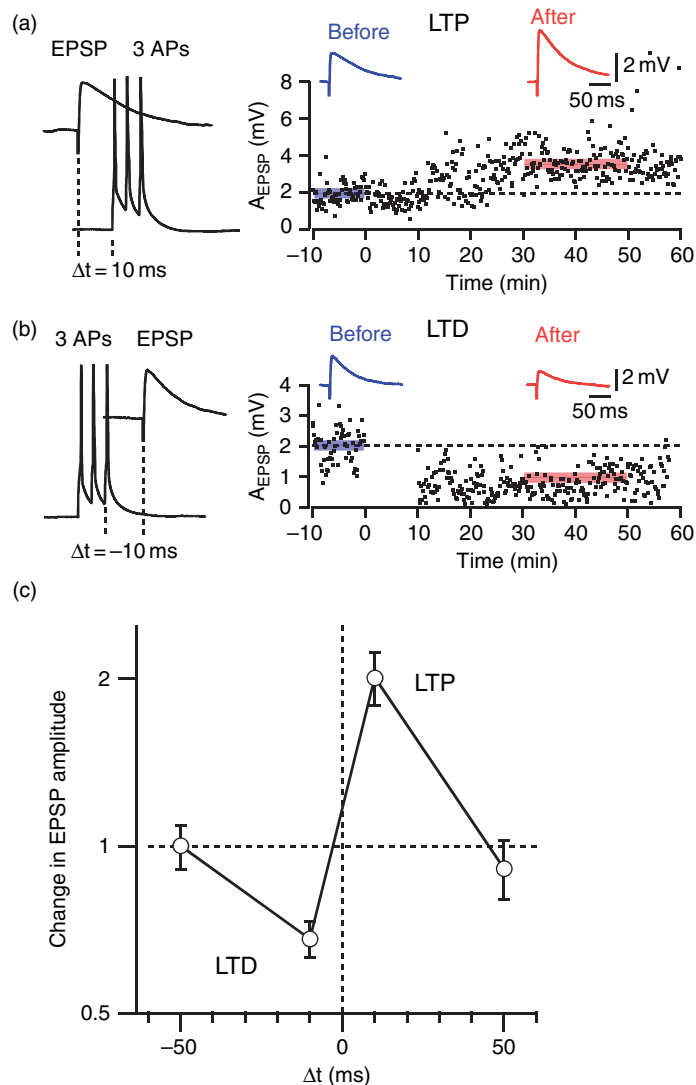 (a)
EPSP 3 APs
Δt = 10 ms
Before LTP After
2 mV
50 ms
8
6
4
2
0
A_EPSP (mV)
–10 0 10 20 30 40 50 60
Time (min)
(b)
3 APs EPSP
Δt = –10 ms
Before LTD After
2 mV
50 ms
4
3
2
1
0
A_EPSP (mV)
–10 0 10 20 30 40 50 60
Time (min)
(c)
2
1
0.5
Change in EPSP amplitude
LTP
LTD
–50 0 50
Δt (ms)